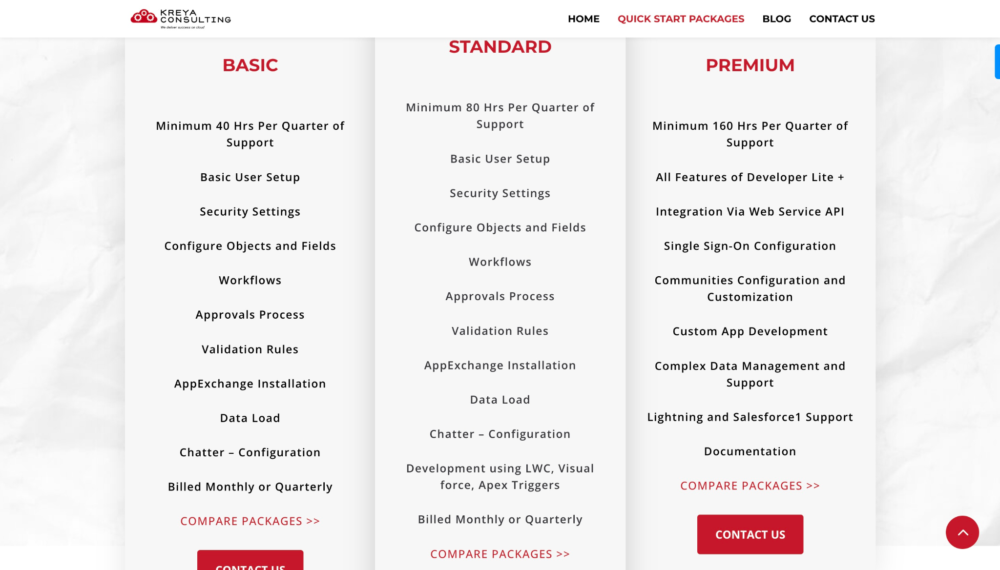 KREYA
CONSULTING
We deliver success on cloud
HOME
QUICK START PACKAGES
BLOG
CONTACT US
BASIC
Minimum 40 Hrs Per Quarter of
Support
Basic User Setup
Security Settings
Configure Objects and Fields
Workflows
Approvals Process
Validation Rules
AppExchange Installation
Data Load
Chatter – Configuration
Billed Monthly or Quarterly
COMPARE PACKAGES >>
CONTACT US
STANDARD
Minimum 80 Hrs Per Quarter of
Support
Basic User Setup
Security Settings
Configure Objects and Fields
Workflows
Approvals Process
Validation Rules
AppExchange Installation
Data Load
Chatter – Configuration
Development using LWC, Visual
force, Apex Triggers
Billed Monthly or Quarterly
COMPARE PACKAGES >>
PREMIUM
Minimum 160 Hrs Per Quarter of
Support
All Features of Developer Lite +
Integration Via Web Service API
Single Sign-On Configuration
Communities Configuration and
Customization
Custom App Development
Complex Data Management and
Support
Lightning and Salesforce1 Support
Documentation
COMPARE PACKAGES >>
CONTACT US